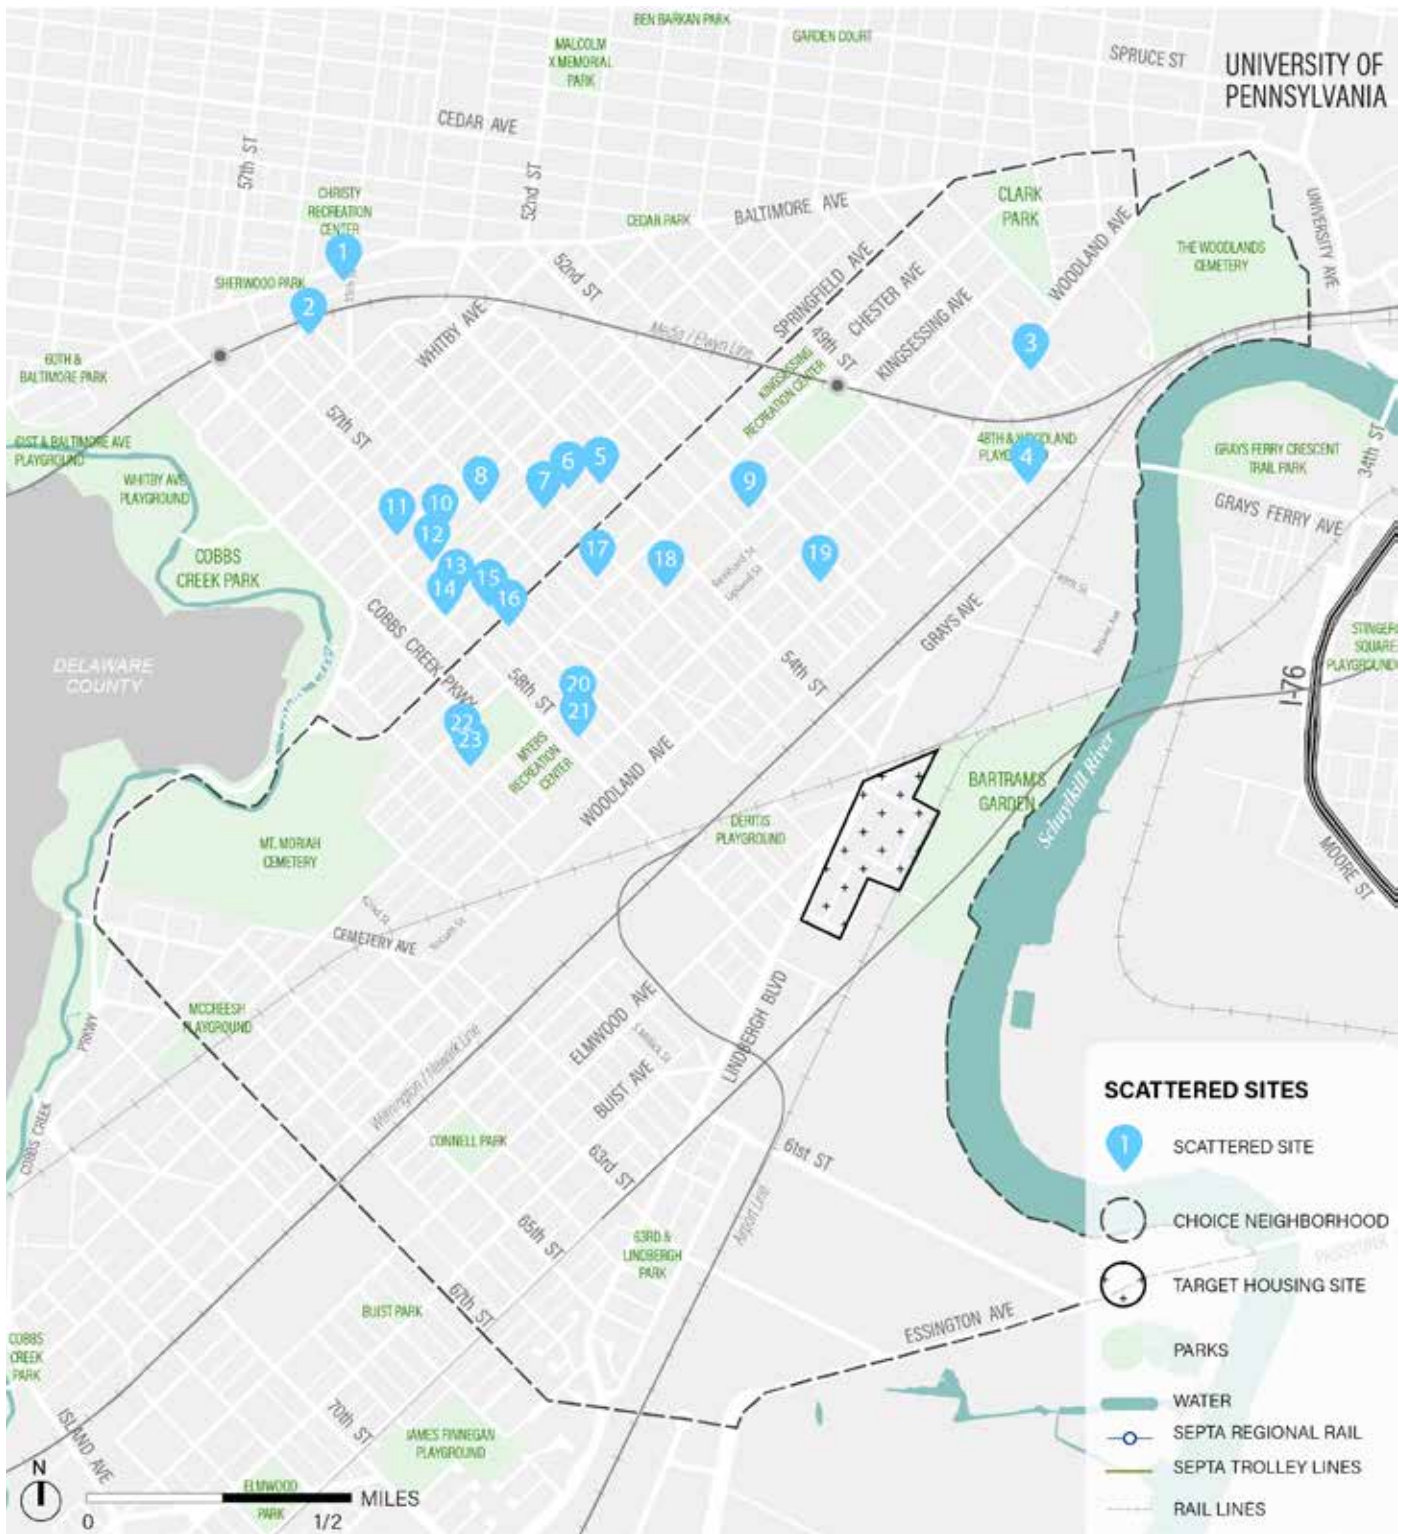 BEN BARKAN PARK
GARDEN COURT
MALCOLM
X MEMORIAL
PARK
SPRUCE ST
UNIVERSITY OF
PENNSYLVANIA
CEDAR AVE
57th ST
52nd ST
CHRISTY
RECREATION
CENTER
CEDAR PARK
BALTIMORE AVE
CLARK
PARK
WOODLAND AVE
UNIVERSITY AVE
THE WOODLANDS
CEMETERY
1
SHERWOOD PARK
2
52nd ST
SPRINGFIELD AVE
CHESTER AVE
KINGSESSING AVE
49th ST
WHITBY AVE
Media / Elwyn Line
3
60TH &
BALTIMORE PARK
KINGSESSING
RECREATION CENTER
57th ST
61ST & BALTIMORE AVE
PLAYGROUND
WHITBY AVE
PLAYGROUND
48TH & WOODLAND
4
GRAYS FERRY CRESCENT
TRAIL PARK
34th ST
GRAYS FERRY AVE
5
6
7
8
9
10
11
12
13
14
15
16
17
18
19
COBBS
CREEK PARK
COBBS CREEK PKWY
DELAWARE
COUNTY
GRAYS AVE
54th ST
58th ST
20
21
22
23
MYERS
RECREATION
CENTER
WOODLAND AVE
I-76
MOORE ST
BARTRAM'S
GARDEN
Schuylkill River
DERITIS
PLAYGROUND
MT. MORIAH
CEMETERY
CEMETERY AVE
MCCREESH
PLAYGROUND
PRKWY
COBBS CREEK
Wilmington / Newark Line
ELMWOOD AVE
BUIST AVE
LINDBERGH BLVD
CONNELL PARK
63rd ST
61st ST
65th ST
Airport Line
63RD &
LINDBERGH
PARK
67th ST
BUIST PARK
ESSINGTON AVE
COBBS
CREEK
PARK
70th ST
ISLAND AVE
JAMES FINNEGAN
PLAYGROUND
ELMWOOD
PARK
N
0
1/2
MILES
SCATTERED SITES
1
SCATTERED SITE
CHOICE NEIGHBORHOOD
TARGET HOUSING SITE
PARKS
WATER
SEPTA REGIONAL RAIL
SEPTA TROLLEY LINES
RAIL LINES